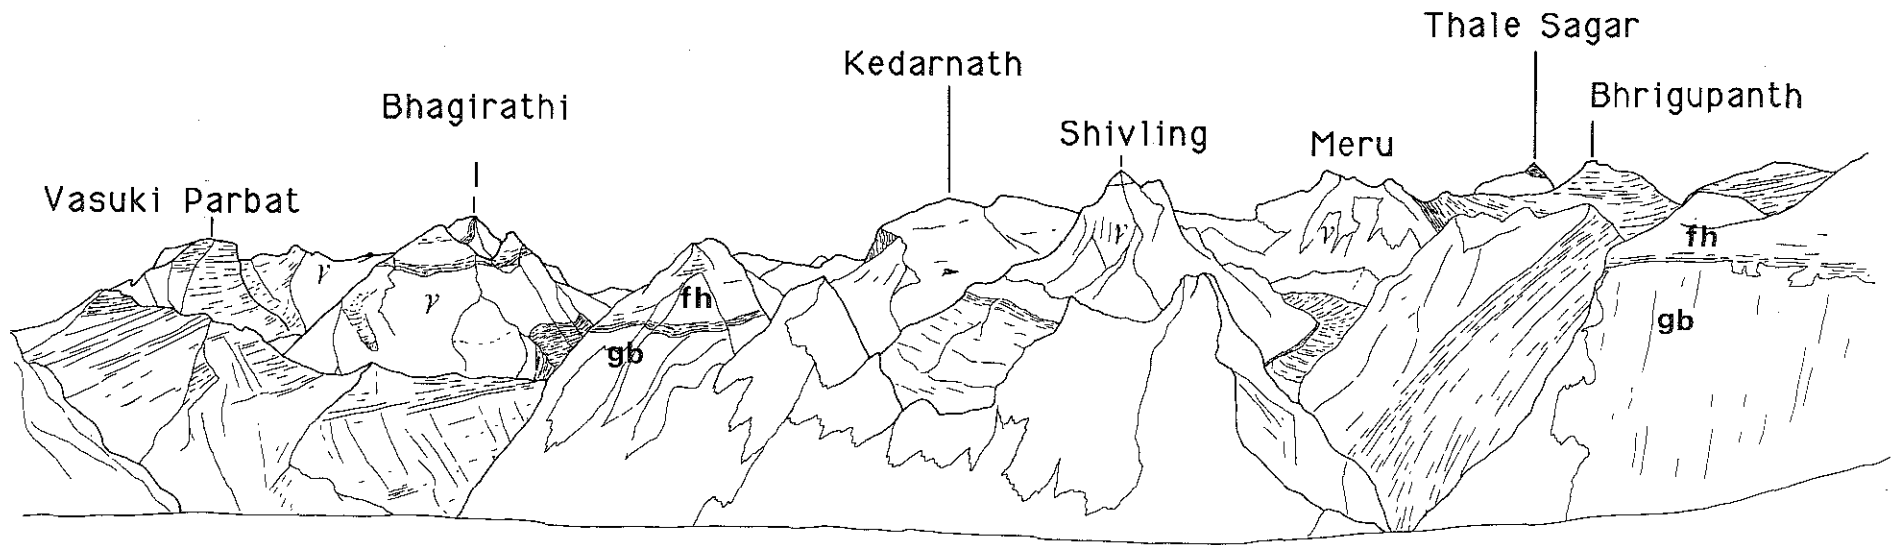 Thale Sagar
Kedarnath
Bhrigupanth
Bhagirathi
Shivling
Meru
Vasuki Parbat
γ
γ
γ
γ
fh
gb
fh
gb